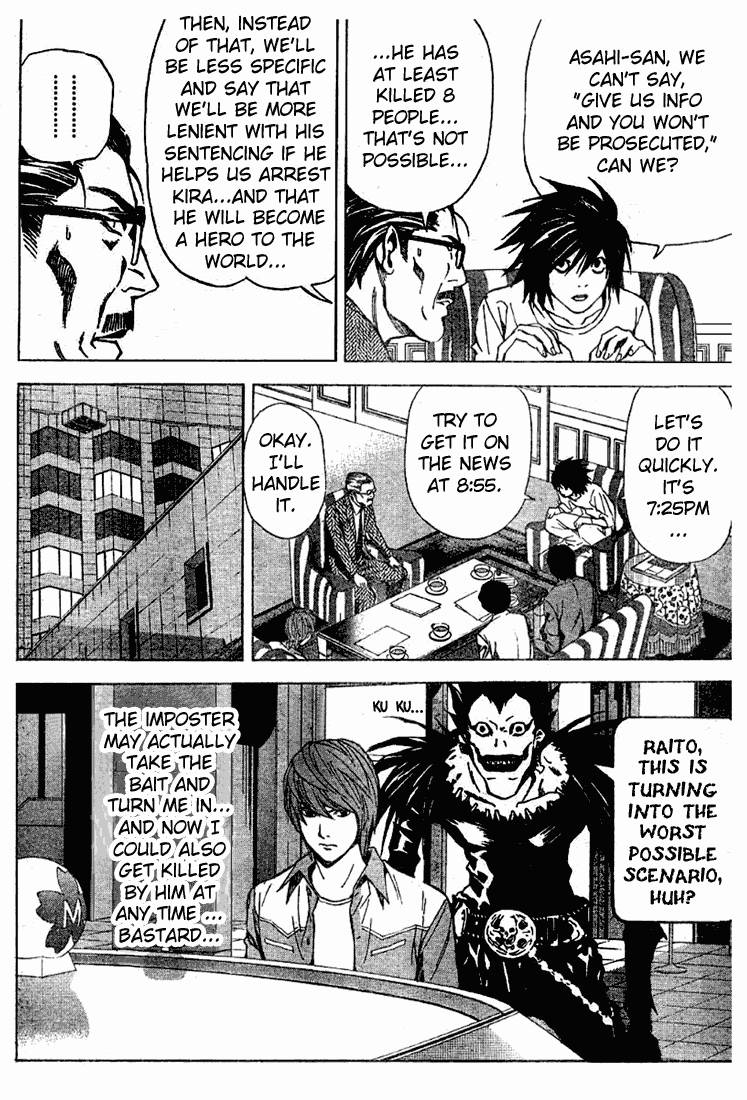 ASAHI-SAN, WE
CAN'T SAY,
"GIVE US INFO
AND YOU WON'T
BE PROSECUTED,"
CAN WE?
...HE HAS
AT LEAST
KILLED 8
PEOPLE...
THAT'S NOT
POSSIBLE...
THEN, INSTEAD
OF THAT, WE'LL
BE LESS SPECIFIC
AND SAY THAT
WE'LL BE MORE
LENIENT WITH HIS
SENTENCING IF HE
HELPS US ARREST
KIRA...AND THAT
HE WILL BECOME
A HERO TO THE
WORLD...
.........
LET'S
DO IT
QUICKLY.
IT'S
7:25PM
...
TRY TO
GET IT ON
THE NEWS
AT 8:55.
OKAY.
I'LL
HANDLE
IT.
RAITO,
THIS IS
TURNING
INTO THE
WORST
POSSIBLE
SCENARIO,
HUH?
KU KU...
THE IMPOSTER
MAY ACTUALLY
TAKE THE
BAIT AND
TURN ME IN...
AND NOW I
COULD ALSO
GET KILLED
BY HIM AT
ANY TIME ...
BASTARD...
M